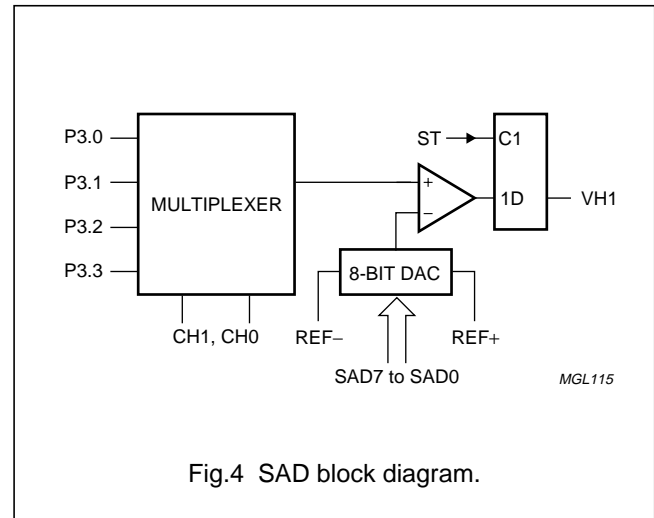 P3.0
P3.1
P3.2
P3.3
MULTIPLEXER
CH1, CH0
ST
C1
+
−
1D
VH1
8-BIT DAC
REF−
REF+
SAD7 to SAD0
MGL115
Fig.4 SAD block diagram.